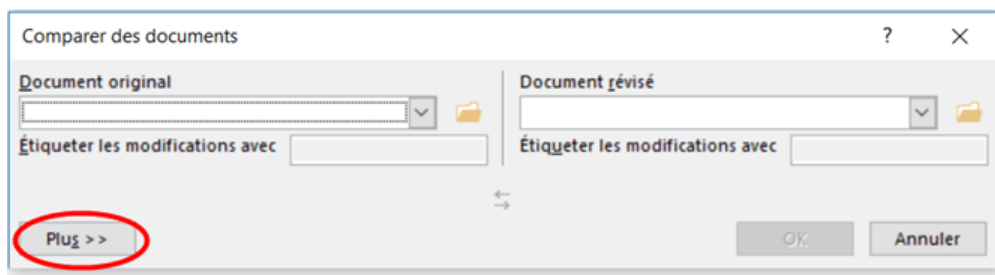 Comparer des documents ?
Document original Document révisé
Étiqueter les modifications avec Étiqueter les modifications avec
Plus >> OK Annuler